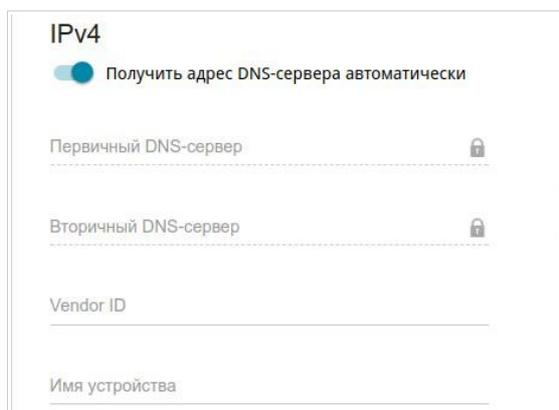 IPv4
Получить адрес DNS-сервера автоматически
Первичный DNS-сервер
Вторичный DNS-сервер
Vendor ID
Имя устройства